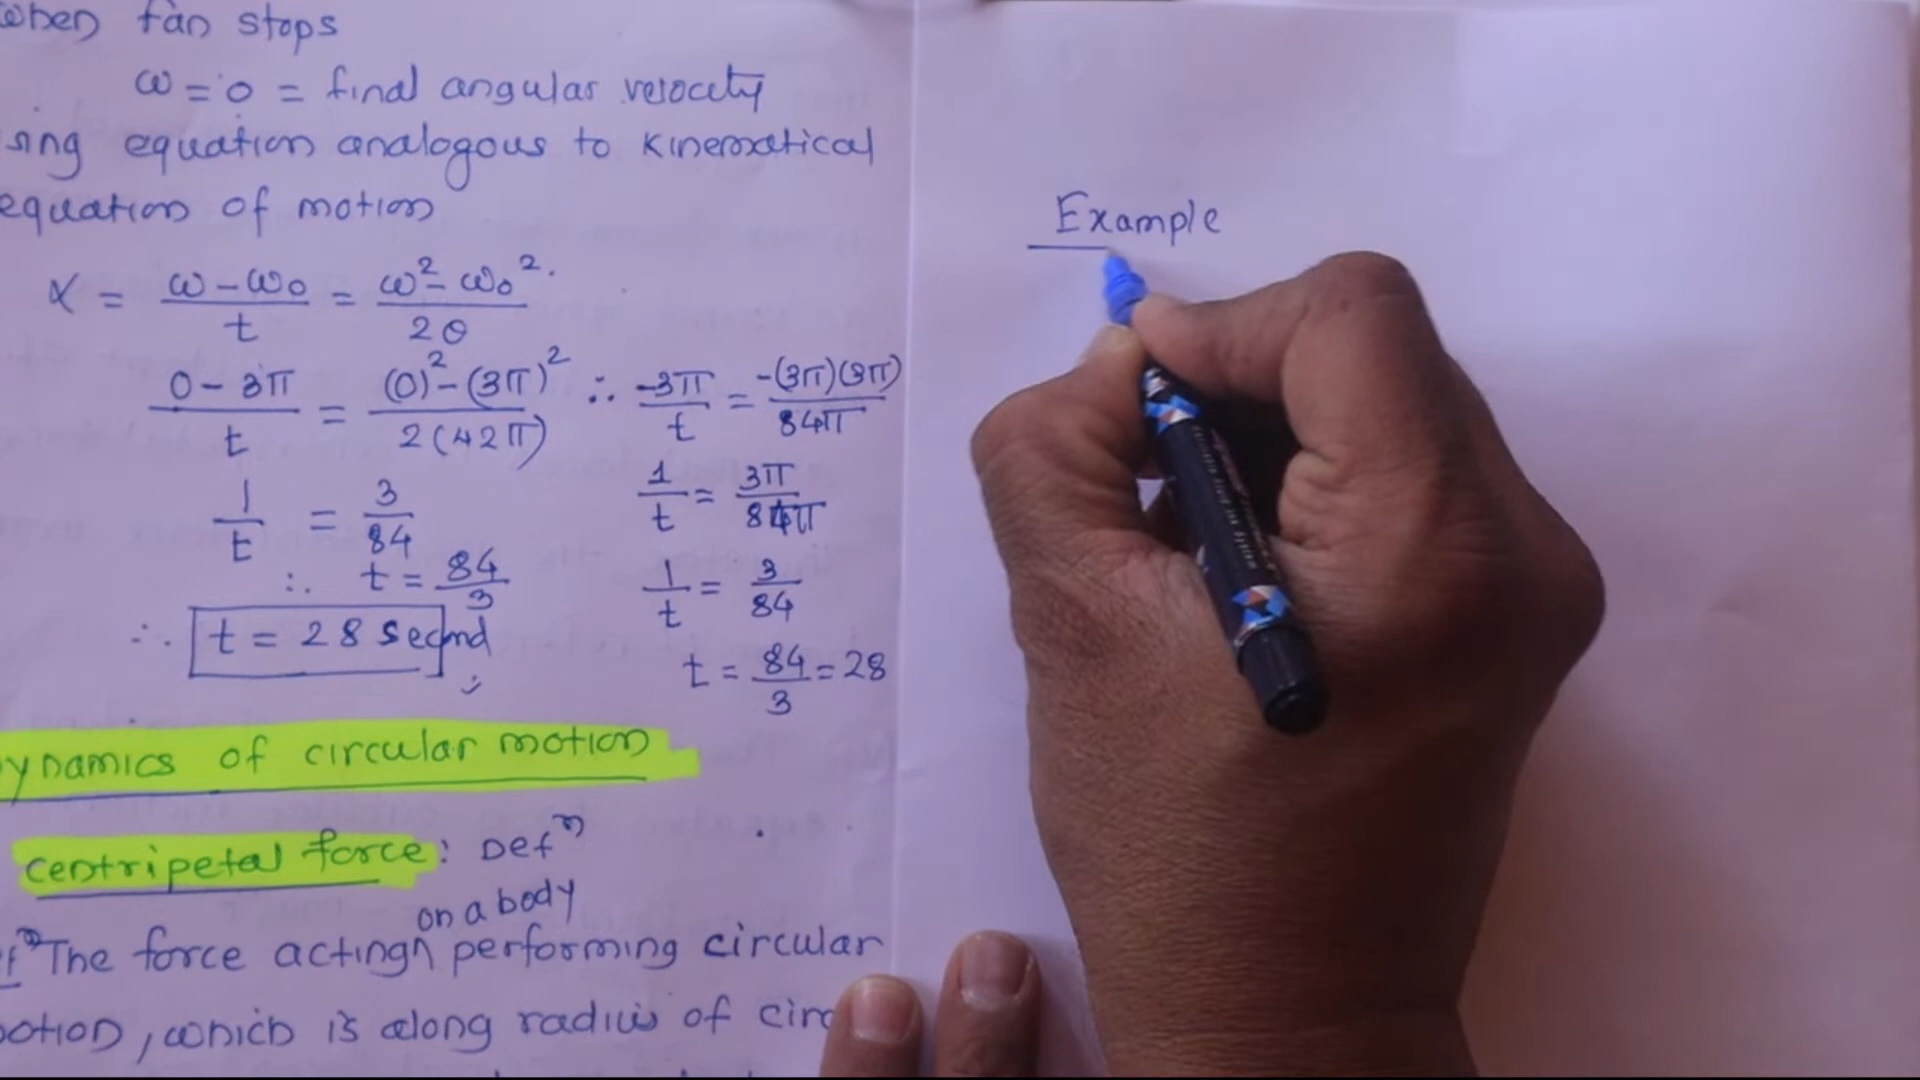 when fan stops
ω = 0 = final angular velocity
sing equation analogous to kinematical
equation of motion
α = ω - ω₀ / t = ω² - ω₀² / 2θ
0 - 3π / t = (0)² - (3π)² / 2(42π) ∴ -3π / t = -(3π)(3π) / 84π
1/t = 3/84
1/t = 3π / 84π
∴ t = 84/3
1/t = 3/84
∴ t = 28 second
t = 84/3 = 28
ynamics of circular motion
centripetal force : Defⁿ
on a body
The force acting performing circular
otion, which is along radius of circ
Example